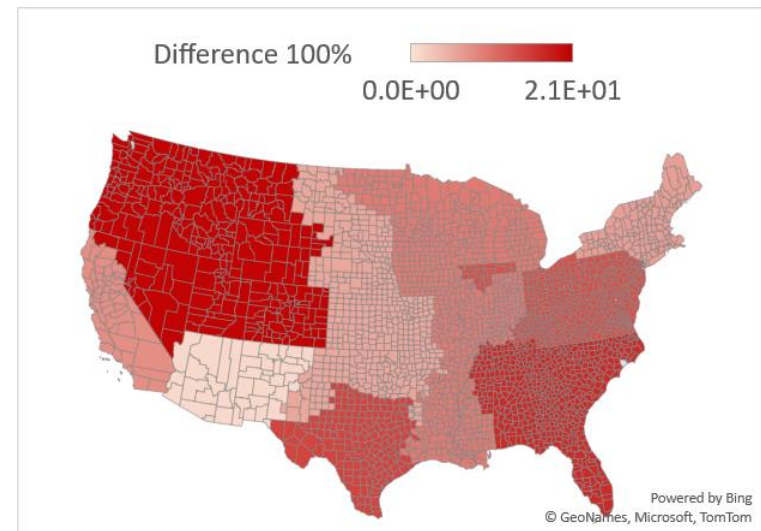 Difference 100%
0.0E+00 2.1E+01
Powered by Bing
© GeoNames, Microsoft, TomTom